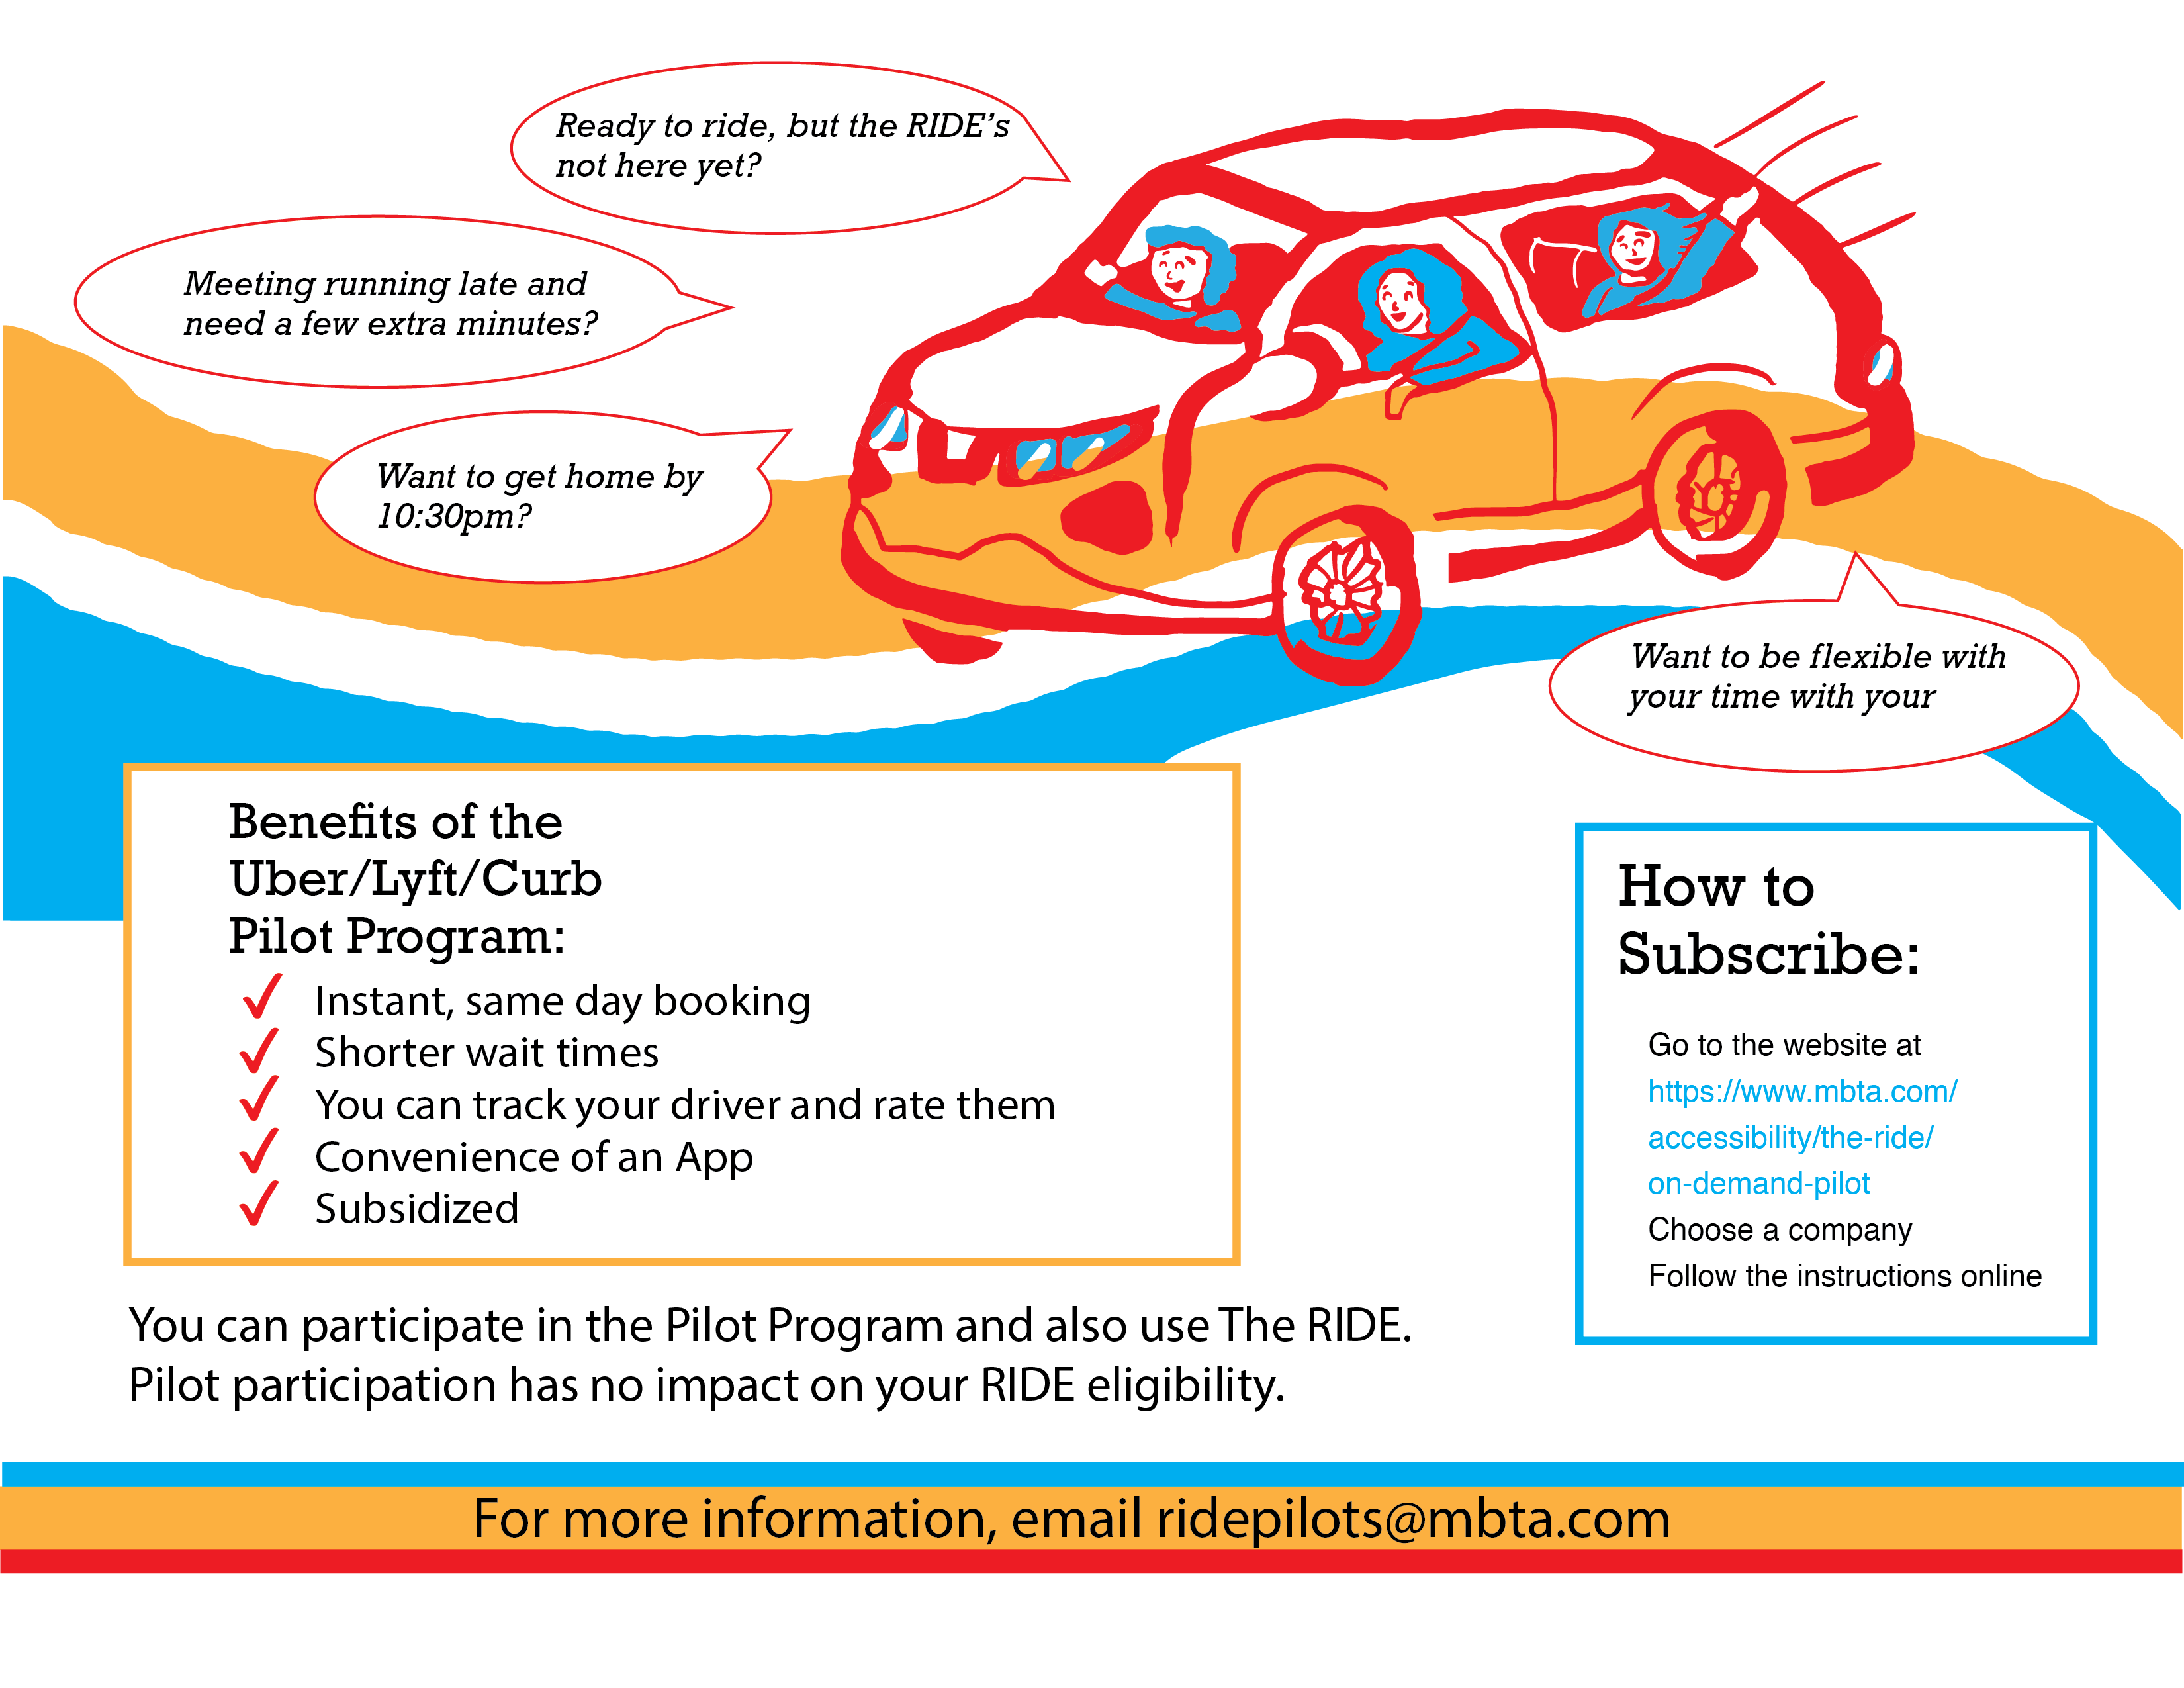 Ready to ride, but the RIDE's
not here yet?
Meeting running late and
need a few extra minutes?
Want to get home by
10:30pm?
Want to be flexible with
your time with your
Benefits of the
Uber/Lyft/Curb
Pilot Program:
Instant, same day booking
Shorter wait times
You can track your driver and rate them
Convenience of an App
Subsidized
How to
Subscribe:
Go to the website at
https://www.mbta.com/
accessibility/the-ride/
on-demand-pilot
Choose a company
Follow the instructions online
You can participate in the Pilot Program and also use The RIDE.
Pilot participation has no impact on your RIDE eligibility.
For more information, email ridepilots@mbta.com